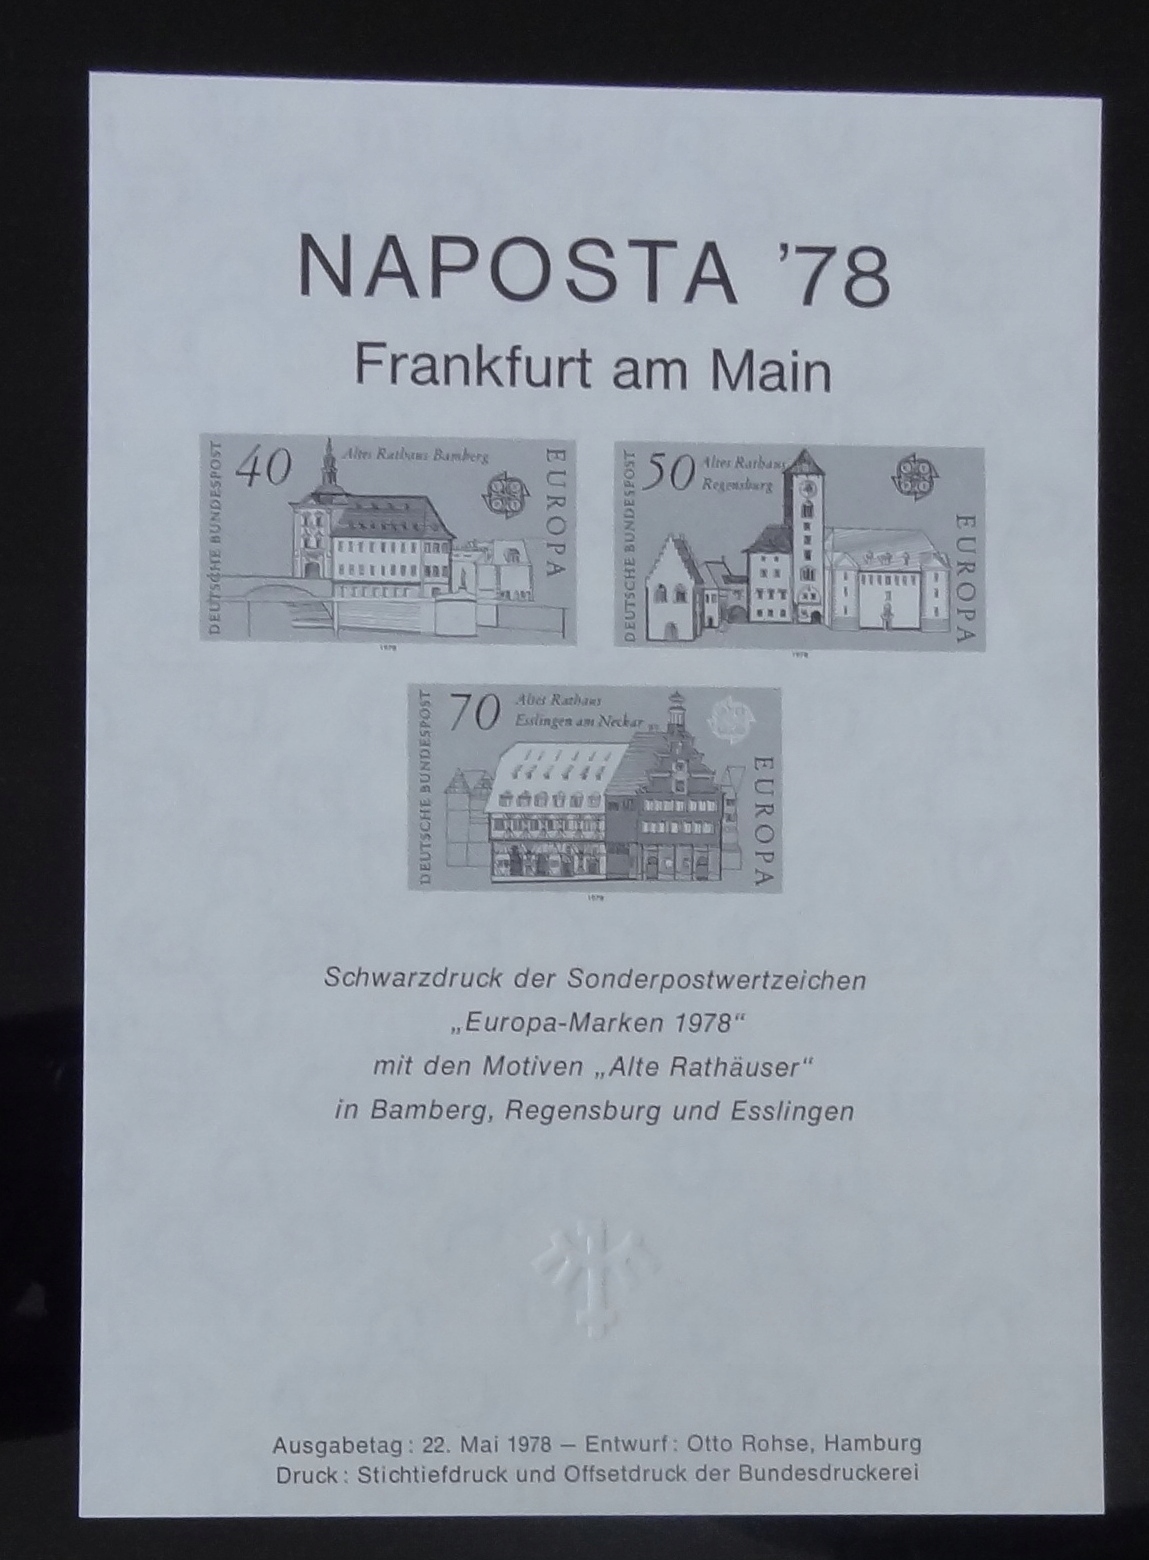 NAPOSTA ’78
Frankfurt am Main
DEUTSCHE BUNDESPOST
40
Altes Rathaus Bamberg
EUROPA
1978
DEUTSCHE BUNDESPOST
50
Altes Rathaus
Regensburg
EUROPA
1978
DEUTSCHE BUNDESPOST
70
Altes Rathaus
Esslingen am Neckar
EUROPA
1978
Schwarzdruck der Sonderpostwertzeichen
„Europa-Marken 1978“
mit den Motiven „Alte Rathäuser“
in Bamberg, Regensburg und Esslingen
Ausgabetag: 22. Mai 1978 – Entwurf: Otto Rohse, Hamburg
Druck: Stichtiefdruck und Offsetdruck der Bundesdruckerei